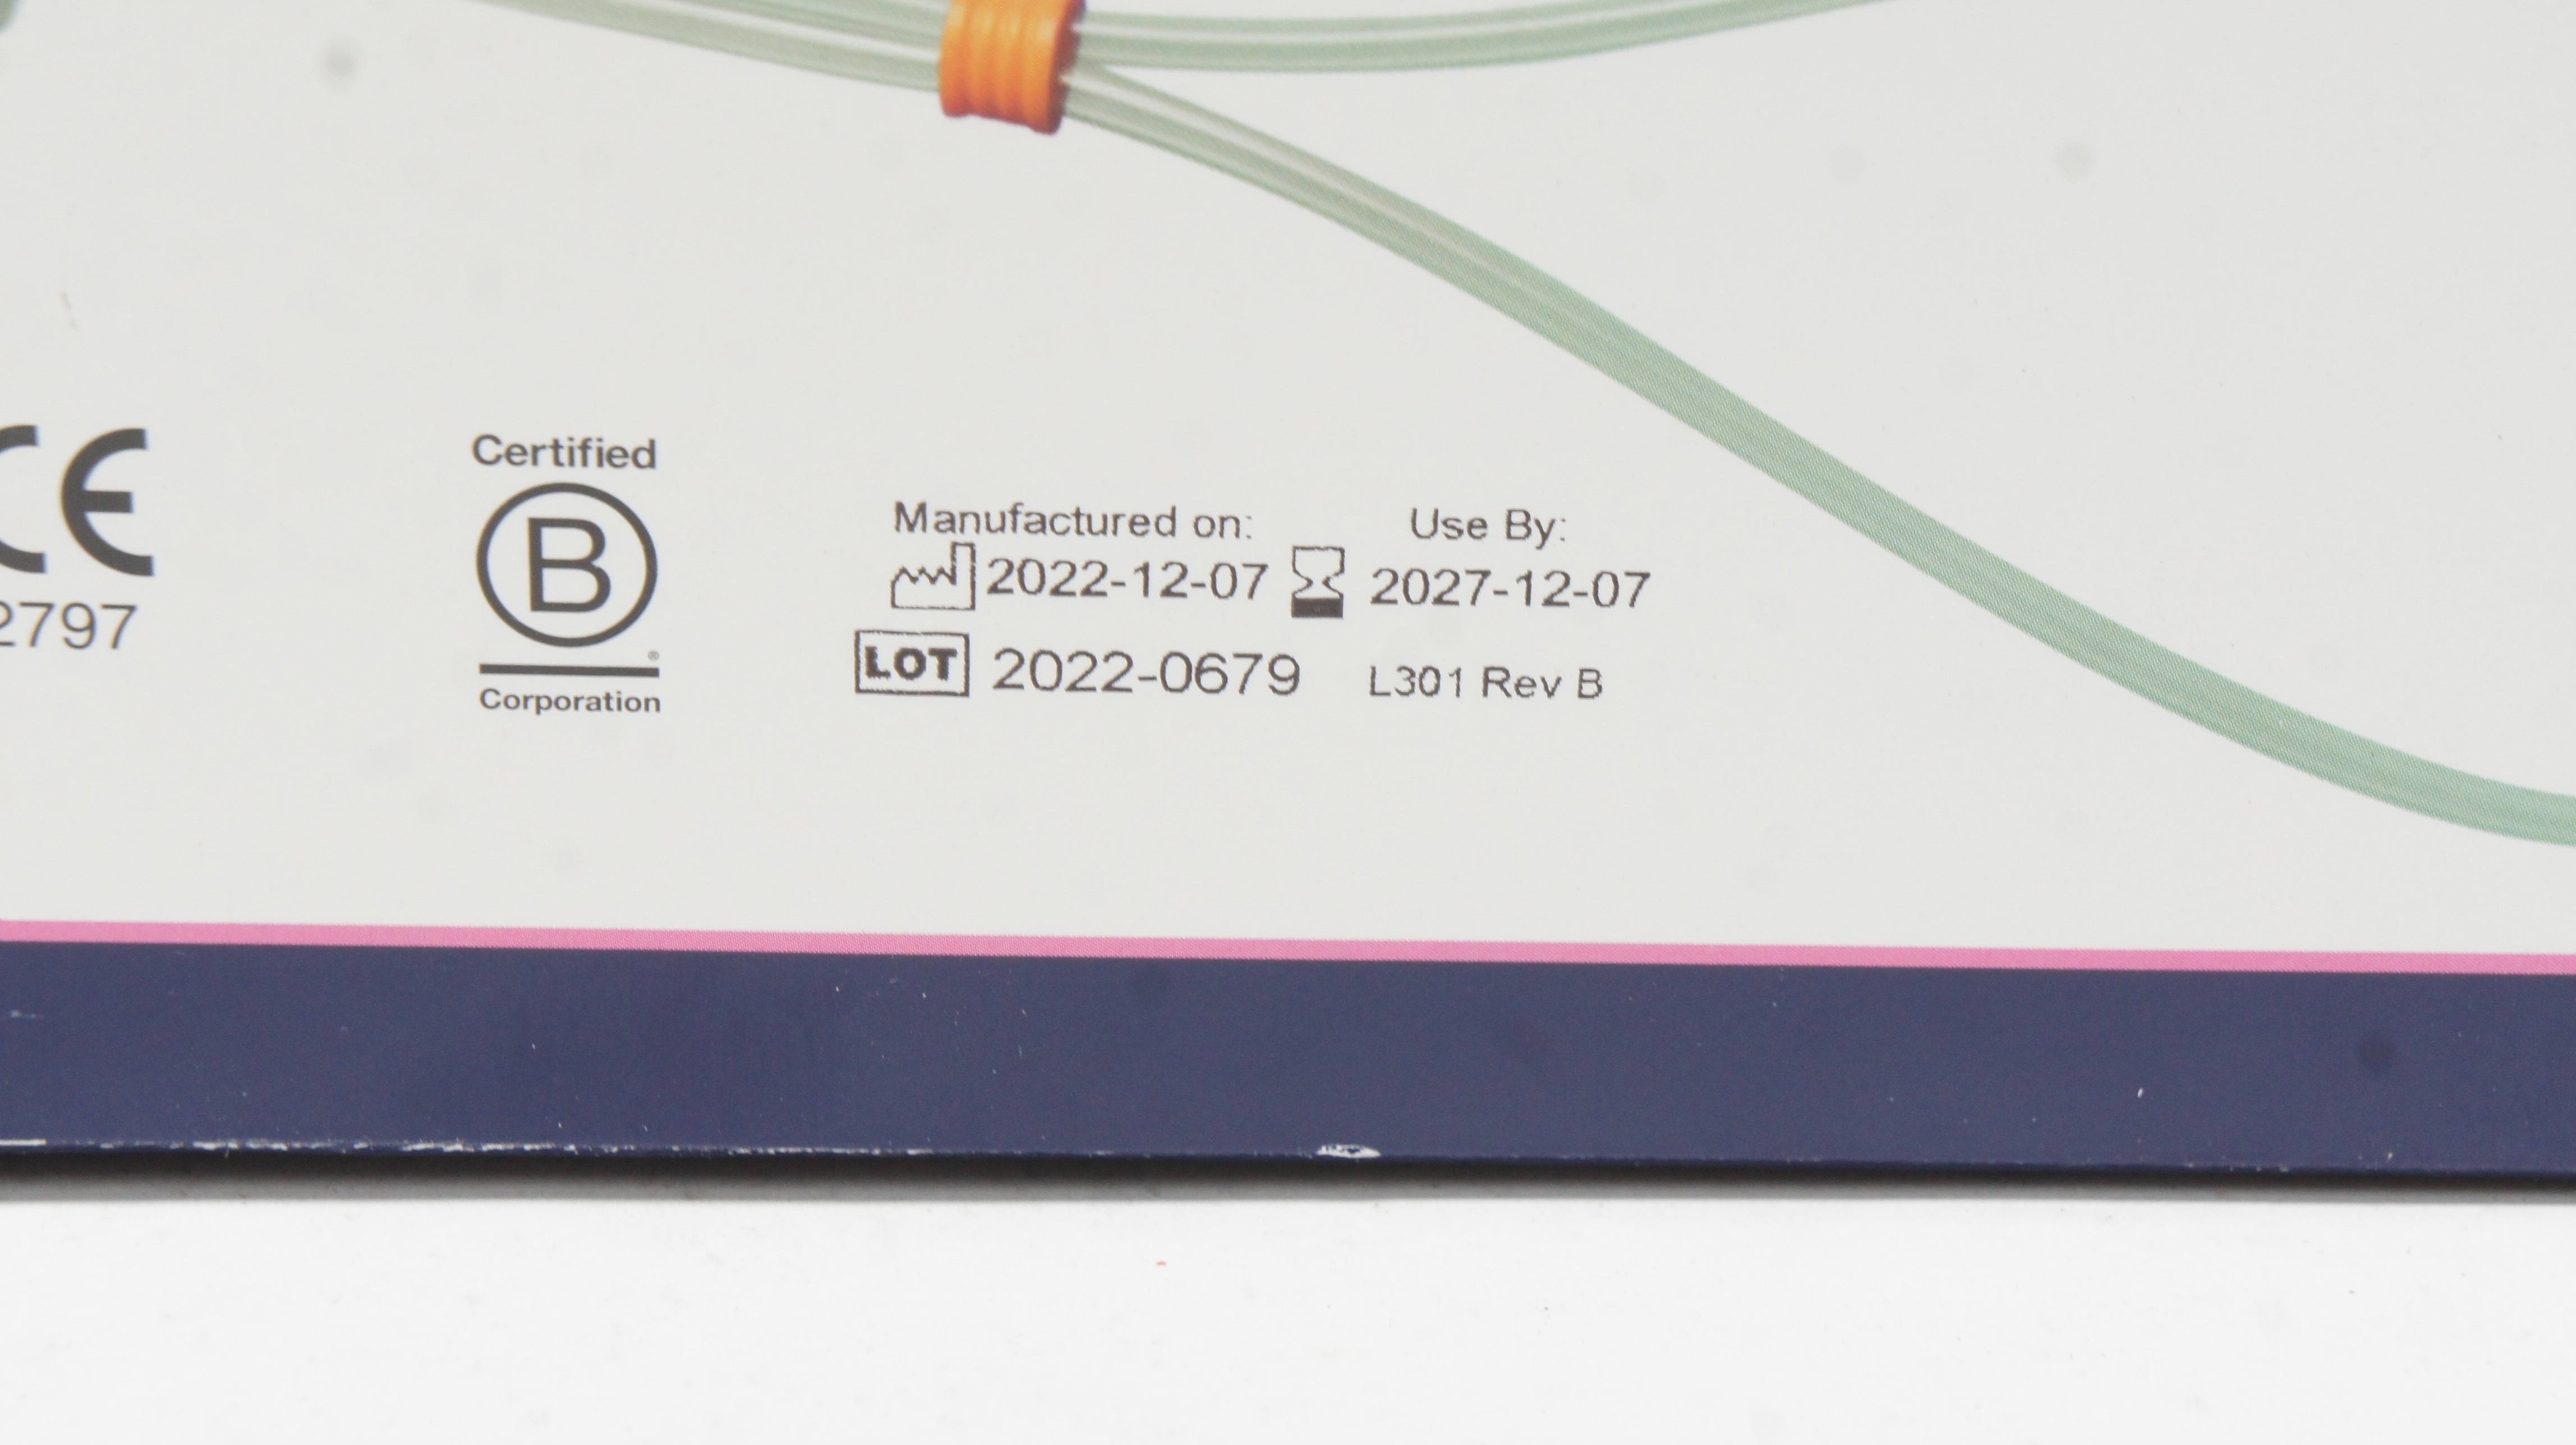 CE
2797
Certified
B
®
Corporation
Manufactured on:
2022-12-07
Use By:
2027-12-07
LOT 2022-0679
L301 Rev B